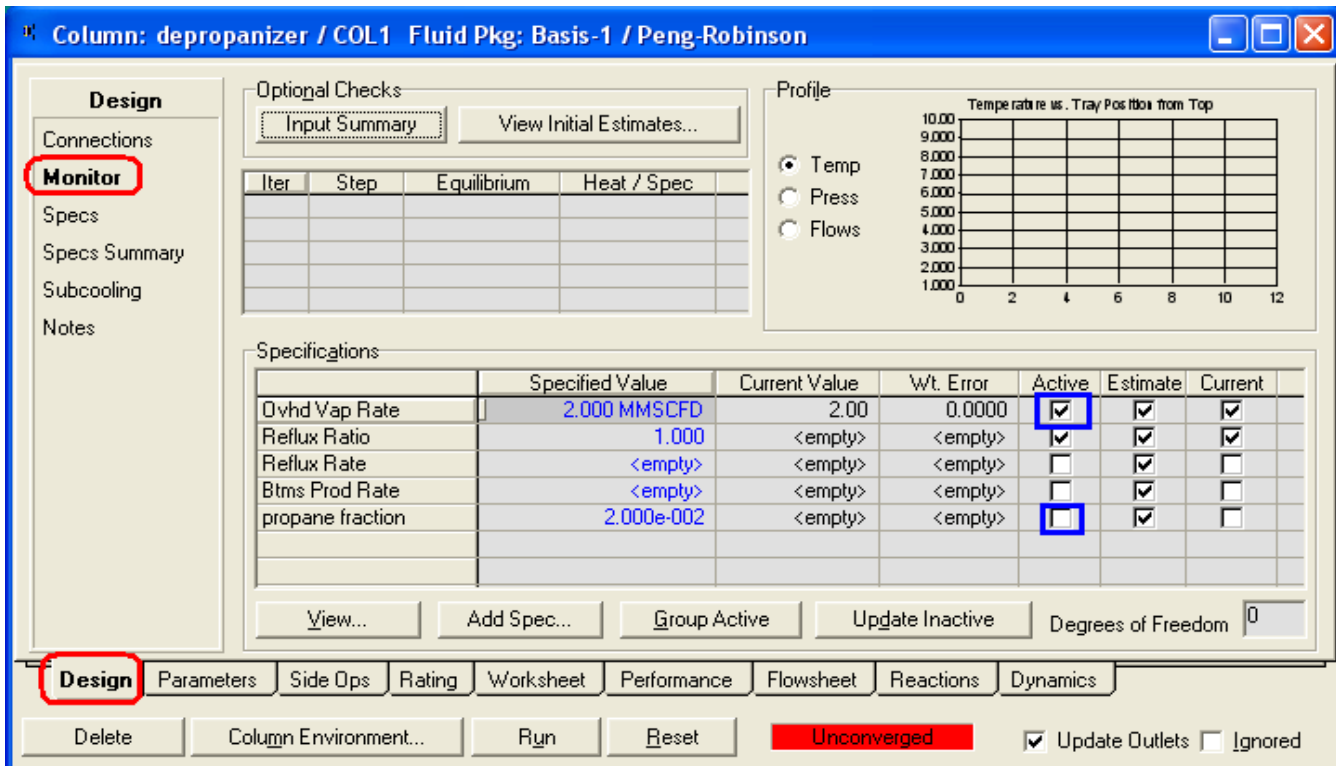 Column: depropanizer / COL1 Fluid Pkg: Basis-1 / Peng-Robinson
Design
Connections
Monitor
Specs
Specs Summary
Subcooling
Notes
Optional Checks
Input Summary View Initial Estimates...
Iter Step Equilibrium Heat / Spec
Profile
Temp
Press
Flows
Temperature vs. Tray Position from Top
10.00
9.000
8.000
7.000
6.000
5.000
4.000
3.000
2.000
1.000
0 2 4 6 8 10 12
Specifications
Specified Value Current Value Wt. Error Active Estimate Current
Ovhd Vap Rate 2.000 MMSCFD 2.00 0.0000
Reflux Ratio 1.000 <empty> <empty>
Reflux Rate <empty> <empty> <empty>
Btms Prod Rate <empty> <empty> <empty>
propane fraction 2.000e-002 <empty> <empty>
View... Add Spec... Group Active Update Inactive Degrees of Freedom 0
Design Parameters Side Ops Rating Worksheet Performance Flowsheet Reactions Dynamics
Delete Column Environment... Run Reset Unconverged Update Outlets Ignored